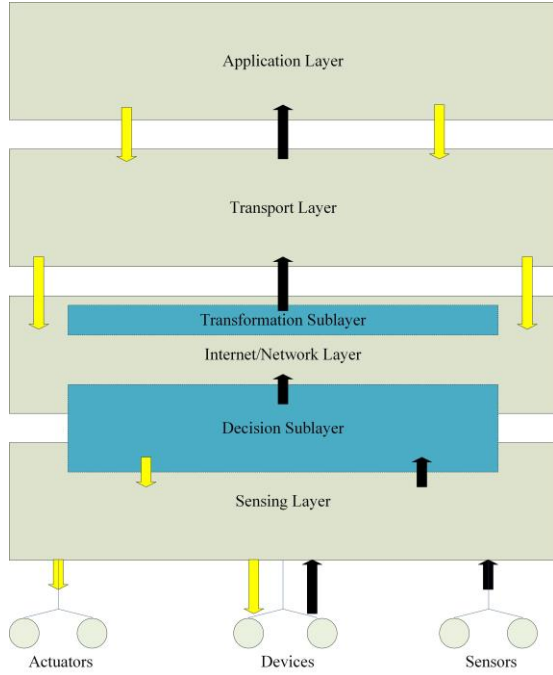 Application Layer
Transport Layer
Transformation Sublayer
Internet/Network Layer
Decision Sublayer
Sensing Layer
Actuators
Devices
Sensors